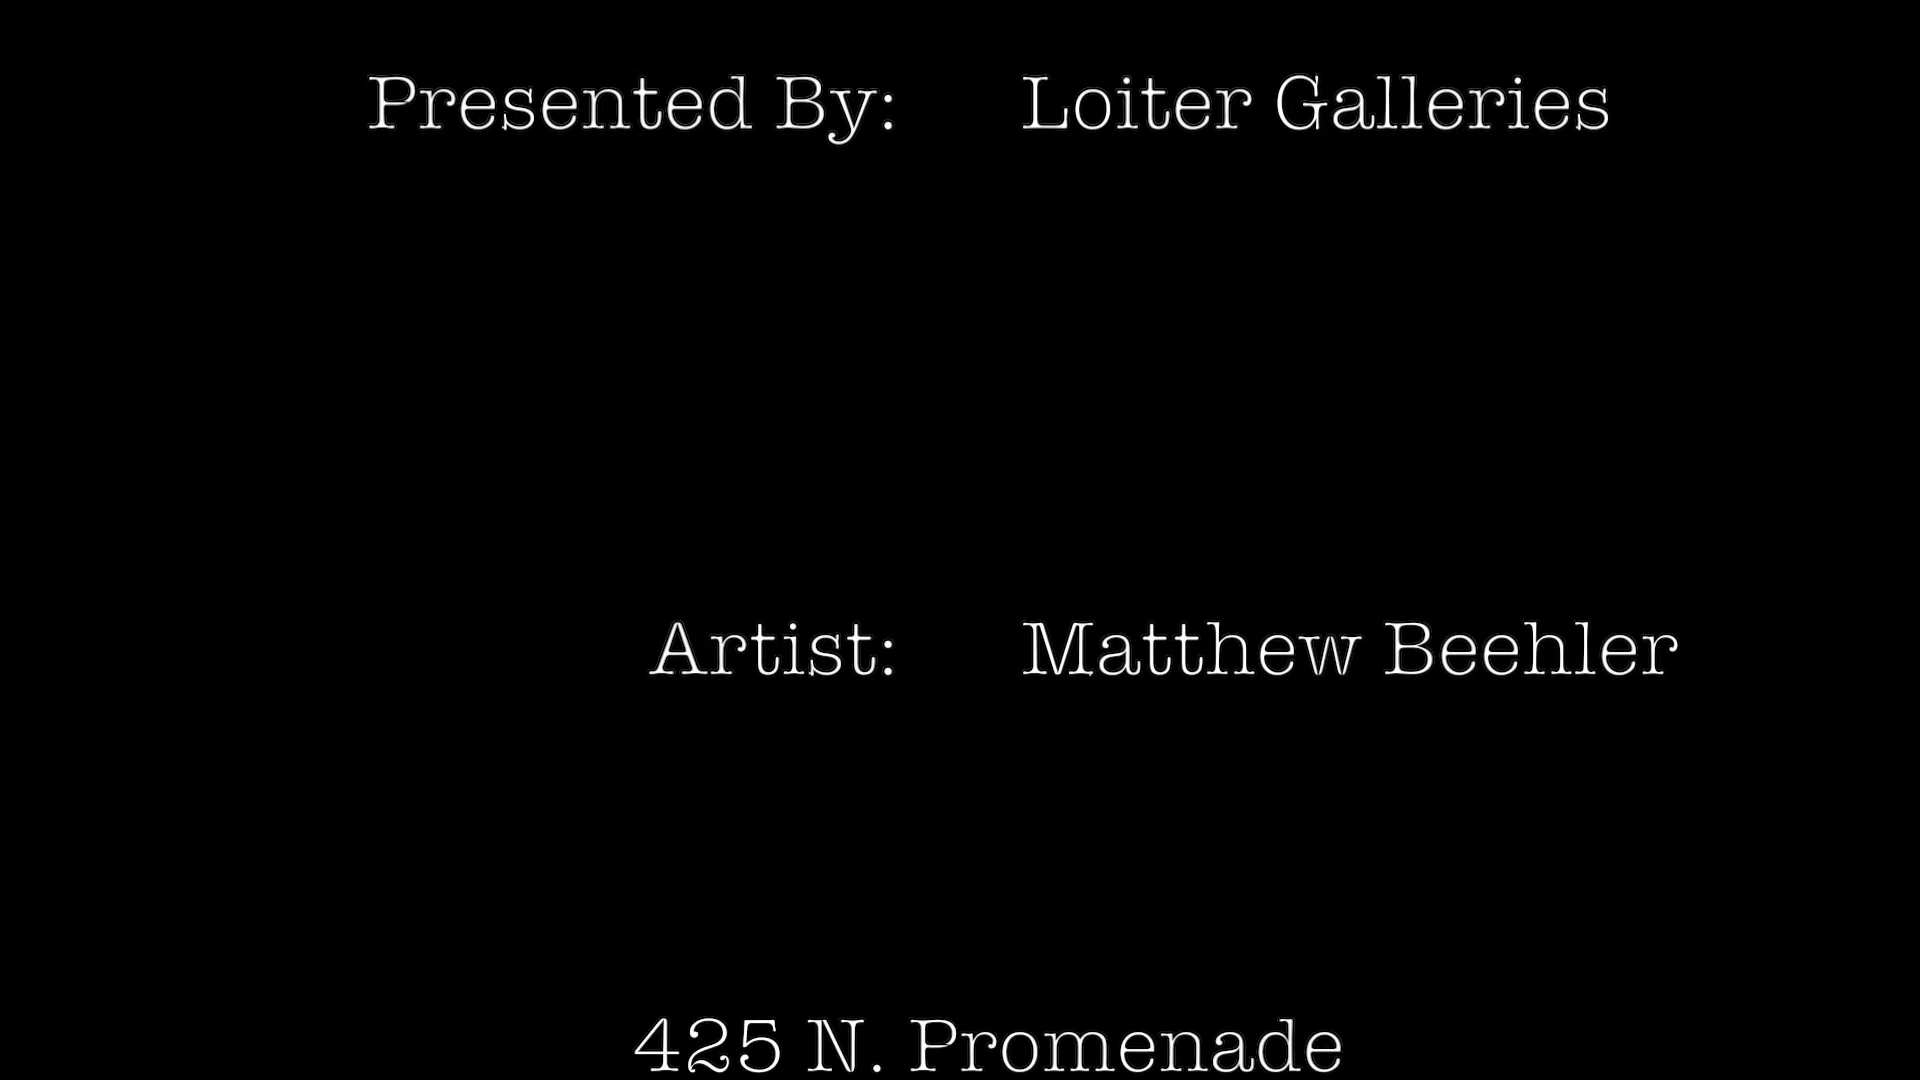 Presented By: Loiter Galleries
Artist: Matthew Beehler
425 N. Promenade